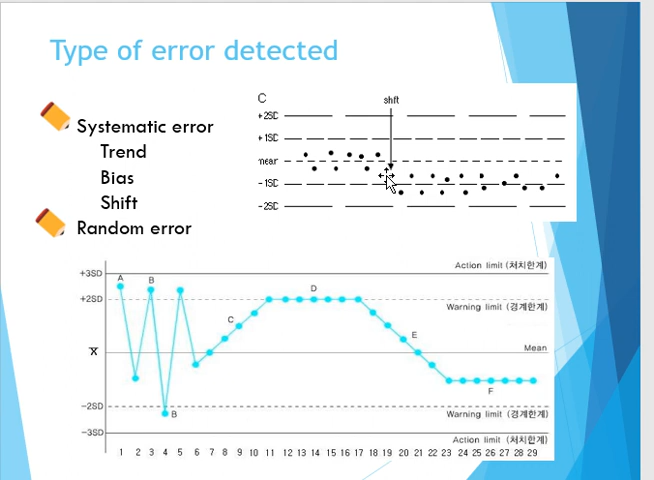 Type of error detected
Systematic error
Trend
Bias
Shift
Random error
C
shift
+2SD
+1SD
mean
-1SD
-2SD
+3SD
Action limit (처치한계)
A
B
D
+2SD
Warning limit (경계한계)
C
E
X̄
Mean
F
-2SD
B
Warning limit (경계한계)
-3SD
Action limit (처치한계)
1 2 3 4 5 6 7 8 9 10 11 12 13 14 15 16 17 18 19 20 21 22 23 24 25 26 27 28 29